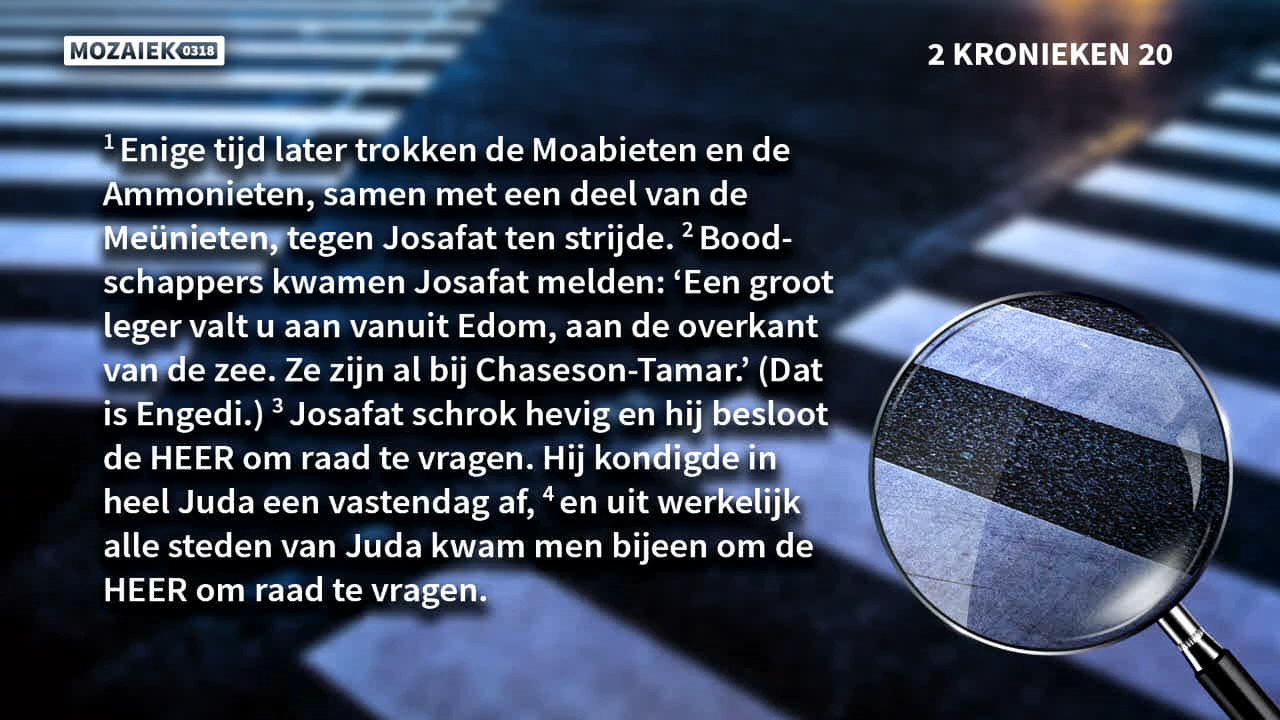 MOZAIEK 0318
2 KRONIEKEN 20
1 Enige tijd later trokken de Moabieten en de
Ammonieten, samen met een deel van de
Meünieten, tegen Josafat ten strijde. 2 Bood-
schappers kwamen Josafat melden: ‘Een groot
leger valt u aan vanuit Edom, aan de overkant
van de zee. Ze zijn al bij Chaseson-Tamar.’ (Dat
is Engedi.) 3 Josafat schrok hevig en hij besloot
de HEER om raad te vragen. Hij kondigde in
heel Juda een vastendag af, 4 en uit werkelijk
alle steden van Juda kwam men bijeen om de
HEER om raad te vragen.